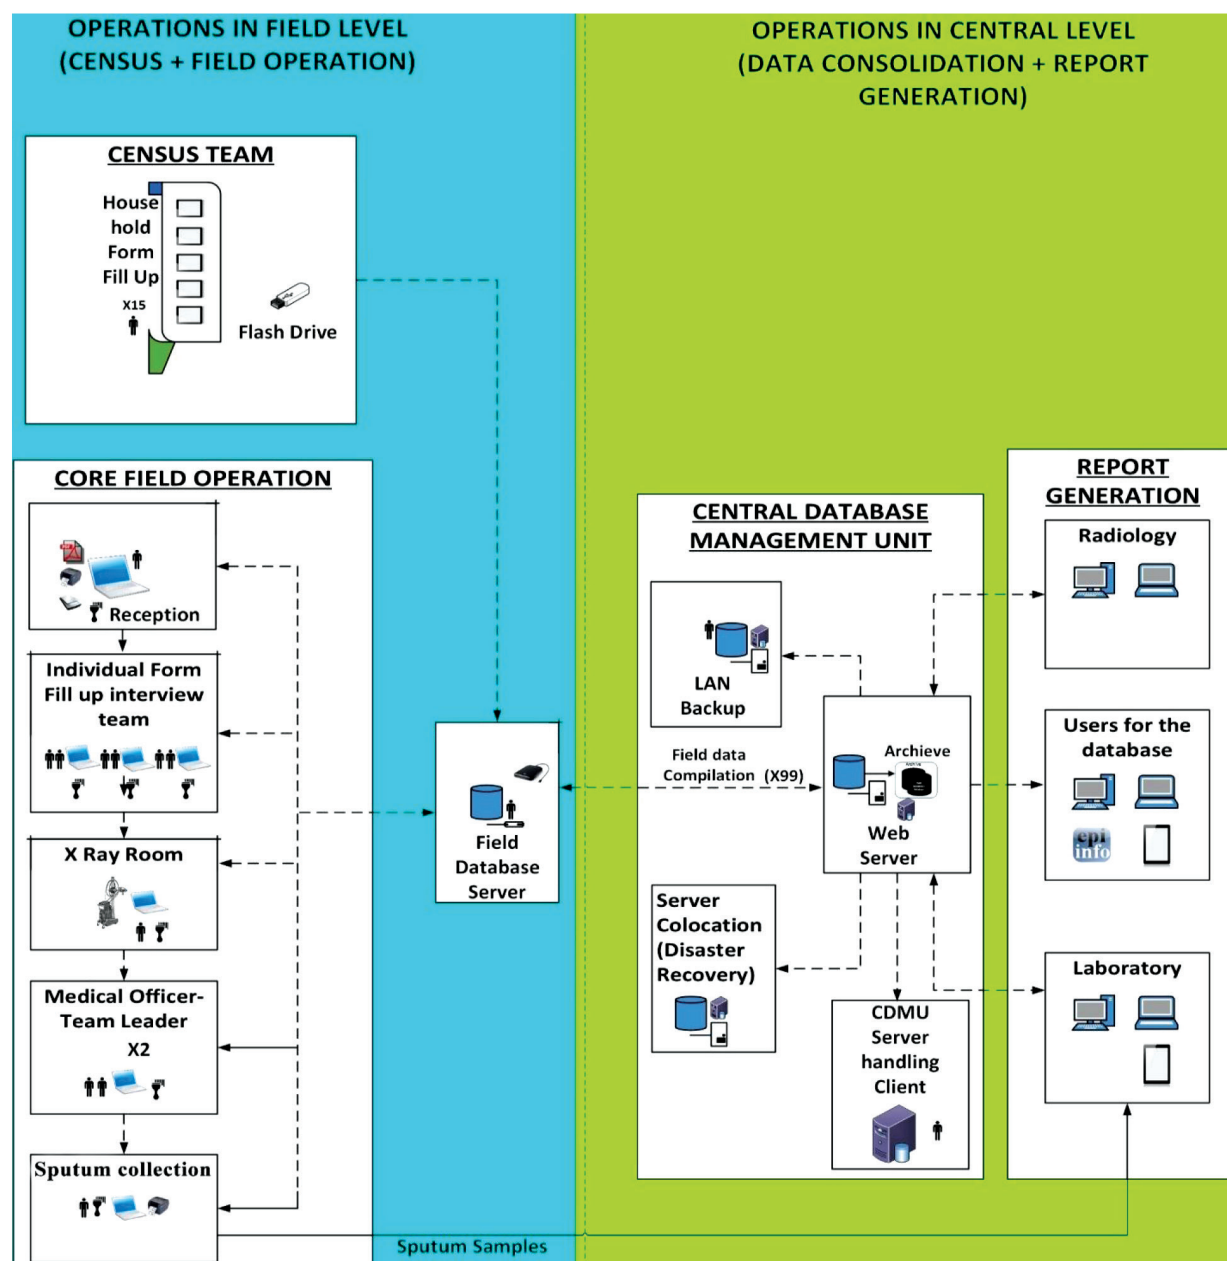 OPERATIONS IN FIELD LEVEL
(CENSUS + FIELD OPERATION)
OPERATIONS IN CENTRAL LEVEL
(DATA CONSOLIDATION + REPORT
GENERATION)
CENSUS TEAM
House
hold
Form
Fill Up
X15
Flash Drive
CORE FIELD OPERATION
Reception
Individual Form
Fill up interview
team
X Ray Room
Medical Officer-
Team Leader
X2
Sputum collection
Sputum Samples
Field
Database
Server
Field data
Compilation (X99)
CENTRAL DATABASE
MANAGEMENT UNIT
LAN
Backup
Archieve
Web
Server
Server
Colocation
(Disaster
Recovery)
CDMU
Server
handling
Client
REPORT
GENERATION
Radiology
Users for the
database
epi
info
Laboratory